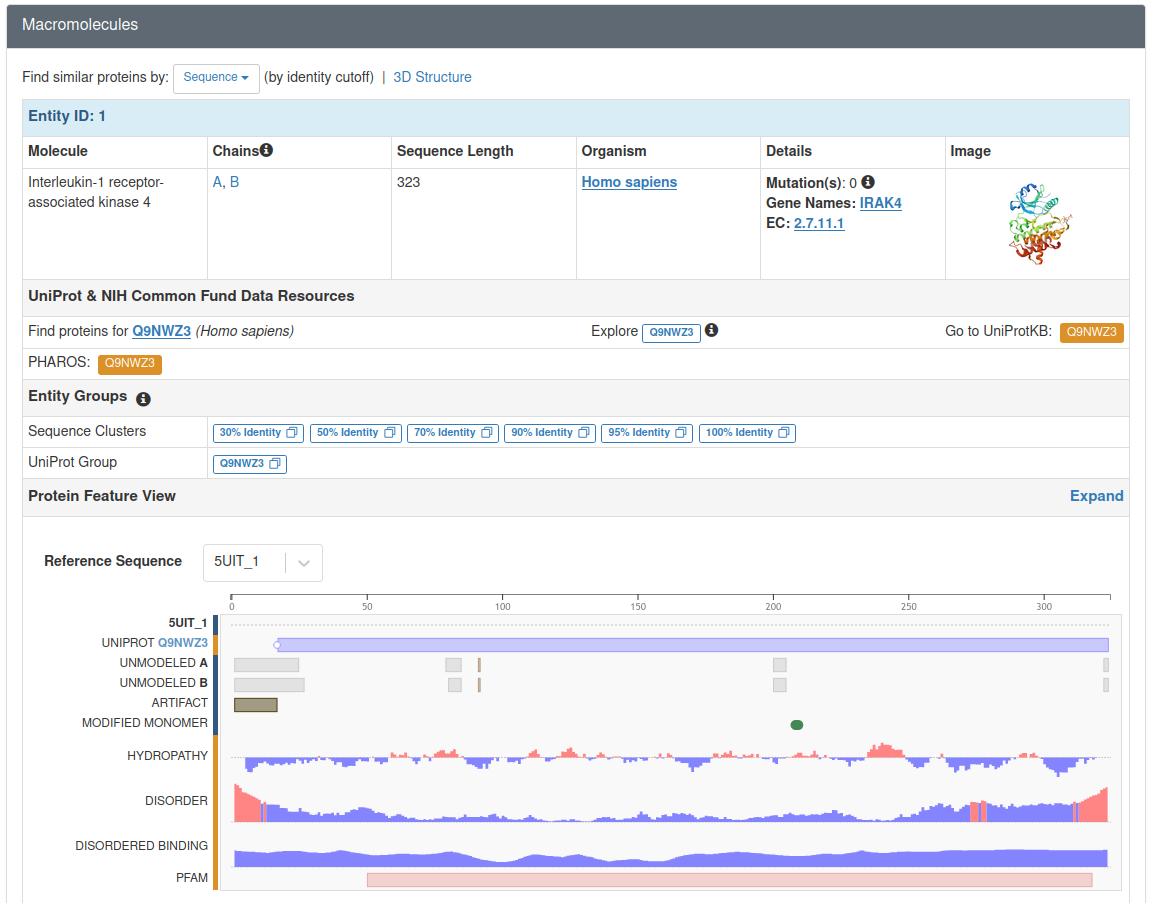 Macromolecules
Find similar proteins by: Sequence (by identity cutoff) | 3D Structure
Entity ID: 1
Molecule Chains Sequence Length Organism Details Image
Interleukin-1 receptor-associated kinase 4 A, B 323 Homo sapiens Mutation(s): 0
Gene Names: IRAK4
EC: 2.7.11.1
UniProt & NIH Common Fund Data Resources
Find proteins for Q9NWZ3 (Homo sapiens) Explore Q9NWZ3 Go to UniProtKB: Q9NWZ3
PHAROS: Q9NWZ3
Entity Groups
Sequence Clusters 30% Identity 50% Identity 70% Identity 90% Identity 95% Identity 100% Identity
UniProt Group Q9NWZ3
Protein Feature View Expand
Reference Sequence 5UIT_1
0 50 100 150 200 250 300
5UIT_1
UNIPROT Q9NWZ3
UNMODELED A
UNMODELED B
ARTIFACT
MODIFIED MONOMER
HYDROPATHY
DISORDER
DISORDERED BINDING
PFAM